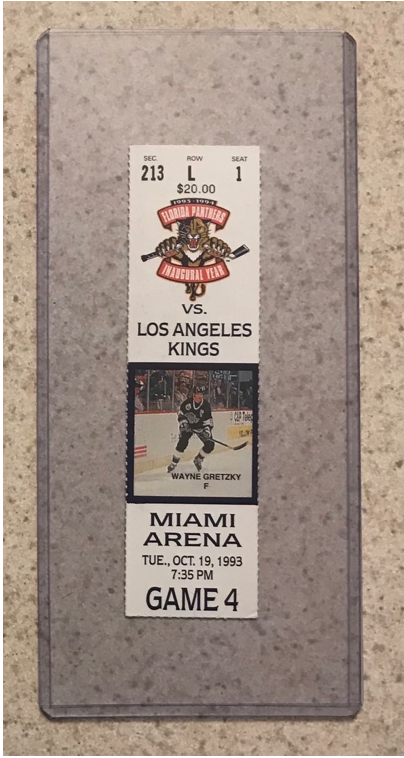 SEC. ROW SEAT
213 L 1
$20.00
1993-1994
FLORIDA PANTHERS
INAUGURAL YEAR
VS.
LOS ANGELES
KINGS
WAYNE GRETZKY
F
MIAMI
ARENA
TUE., OCT. 19, 1993
7:35 PM
GAME 4